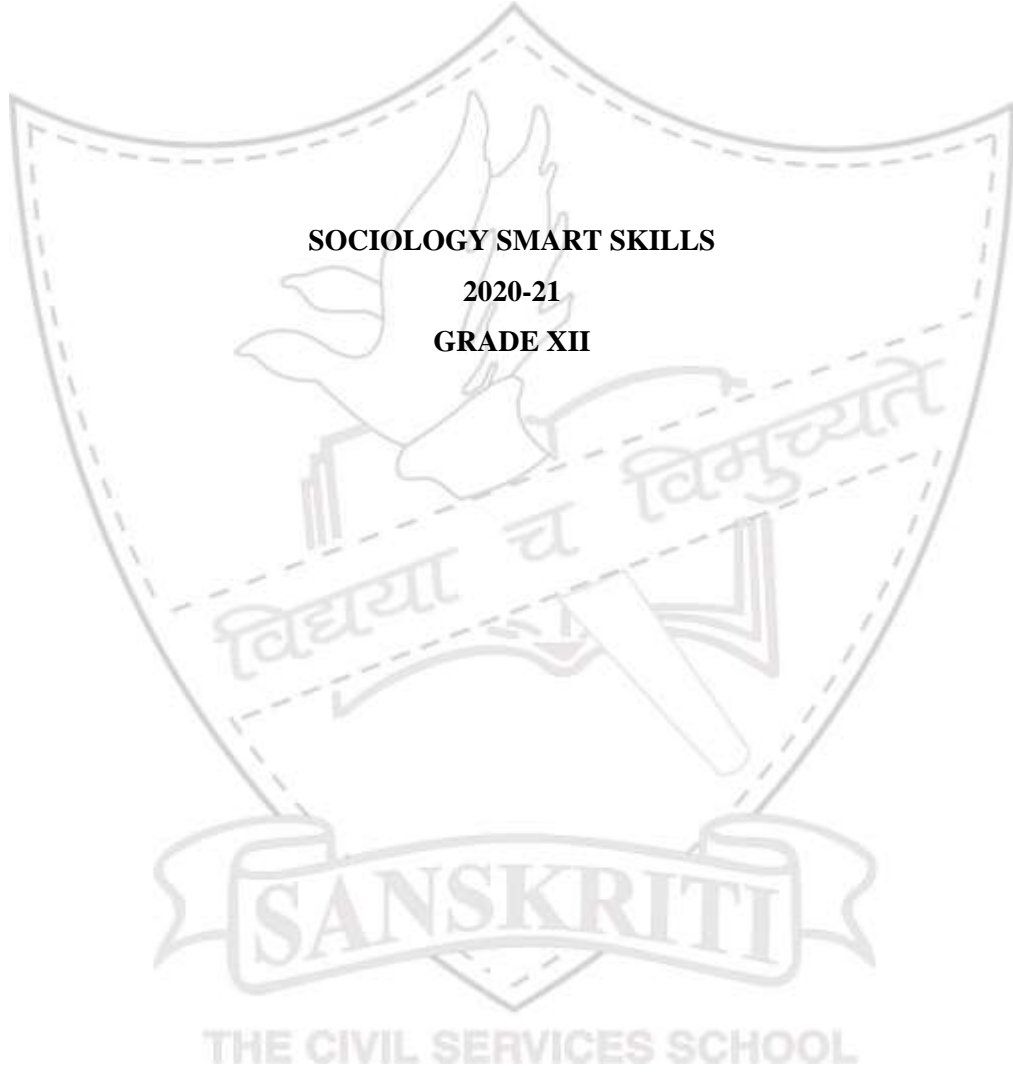 SOCIOLOGY SMART SKILLS
2020-21
GRADE XII
विद्यया च विमुच्यते
SANSKRITI
THE CIVIL SERVICES SCHOOL